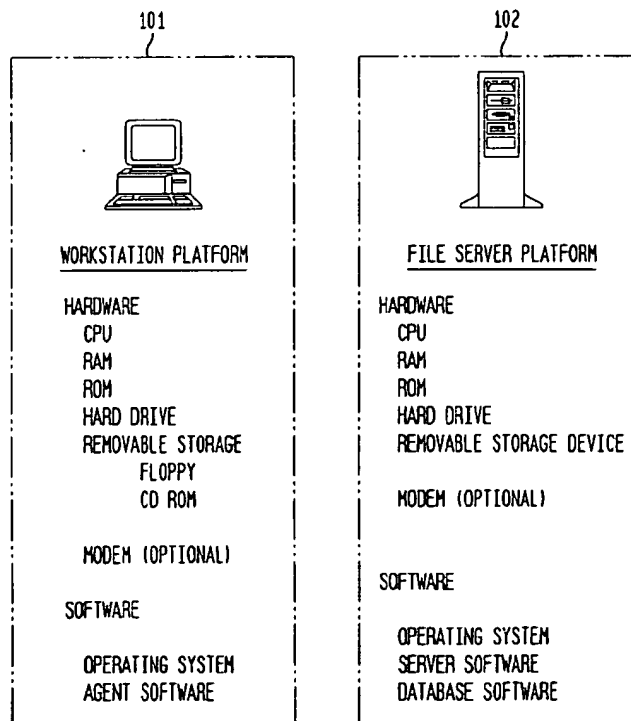 101
WORKSTATION PLATFORM
HARDWARE
CPU
RAM
ROM
HARD DRIVE
REMOVABLE STORAGE
FLOPPY
CD ROM
MODEM (OPTIONAL)
SOFTWARE
OPERATING SYSTEM
AGENT SOFTWARE
102
FILE SERVER PLATFORM
HARDWARE
CPU
RAM
ROM
HARD DRIVE
REMOVABLE STORAGE DEVICE
MODEM (OPTIONAL)
SOFTWARE
OPERATING SYSTEM
SERVER SOFTWARE
DATABASE SOFTWARE